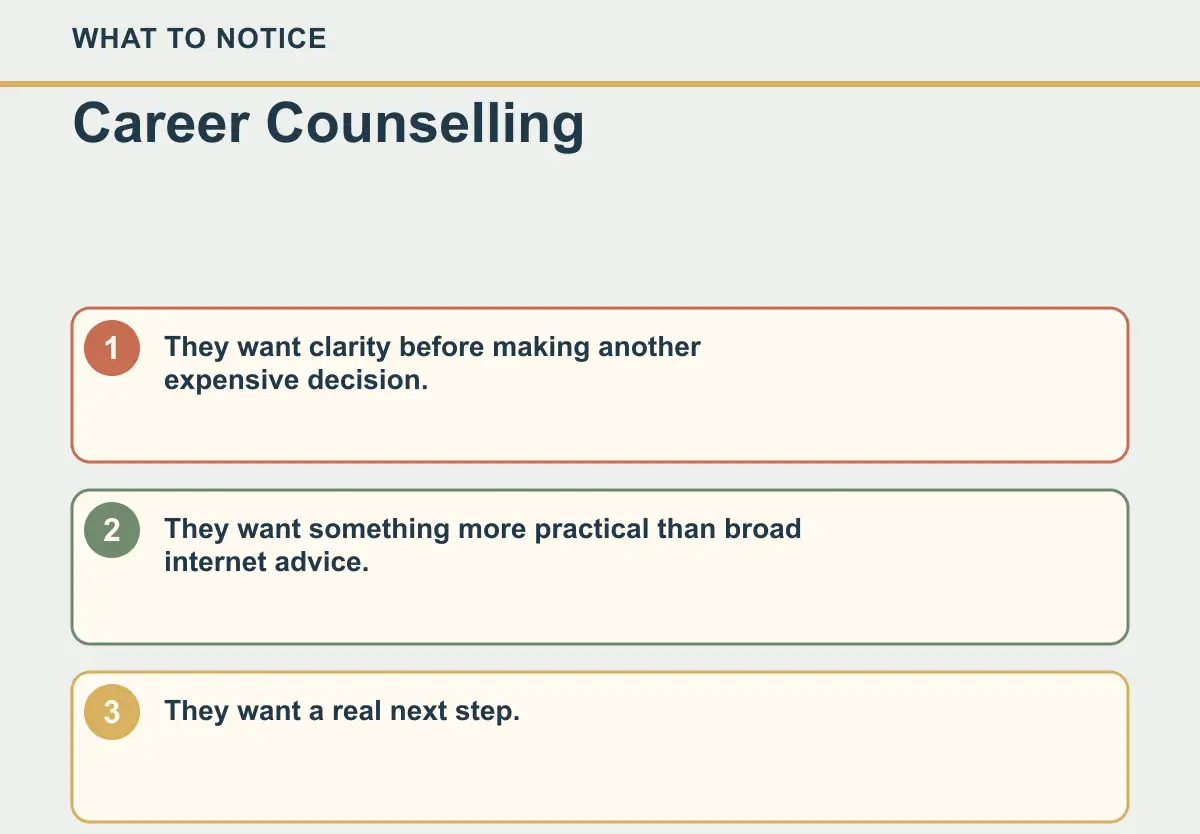 WHAT TO NOTICE
Career Counselling
1
They want clarity before making another
expensive decision.
2
They want something more practical than broad
internet advice.
3
They want a real next step.